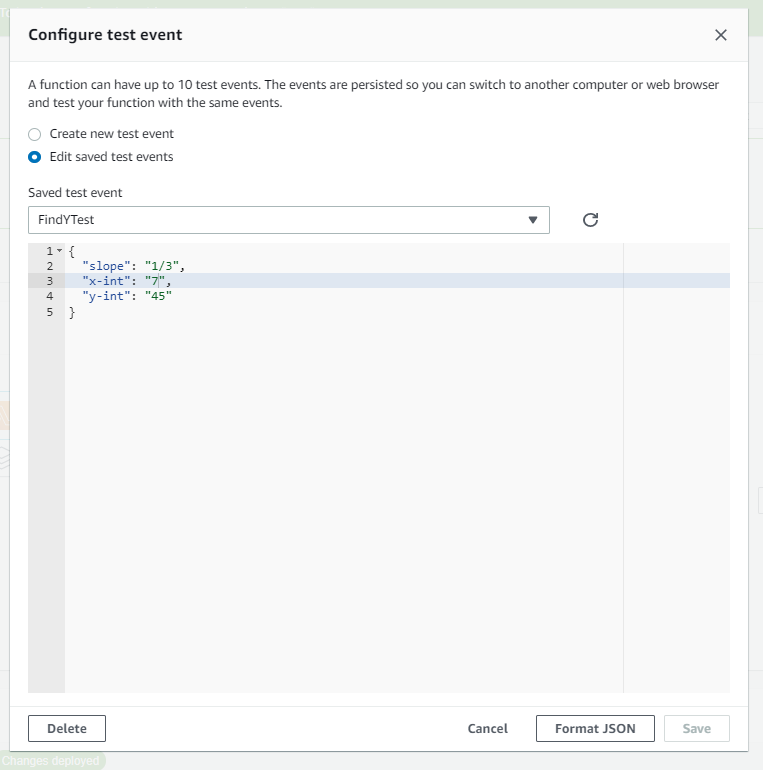 Configure test event
A function can have up to 10 test events. The events are persisted so you can switch to another computer or web browser
and test your function with the same events.
Create new test event
Edit saved test events
Saved test event
FindYTest
1 {
2 "slope": "1/3",
3 "x-int": "7",
4 "y-int": "45"
5 }
Delete
Cancel
Format JSON
Save
Changes deployed